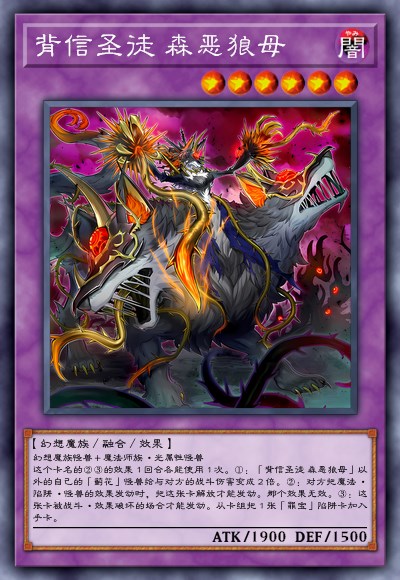 背信圣徒 森恶狼母
やみ
闇
【幻想魔族／融合／效果】
幻想魔族怪兽＋魔法师族·光属性怪兽
这个卡名的②③的效果1回合各能使用1次。①：「背信圣徒 森恶狼母」以
外的自己的「蓟花」怪兽给与对方的战斗伤害变成2倍。②：对方把魔法·
陷阱·怪兽的效果发动时，把这张卡解放才能发动。那个效果无效。③：这
张卡被战斗·效果破坏的场合才能发动。从卡组把1张「罪宝」陷阱卡加入
手卡。
ATK/1900 DEF/1500